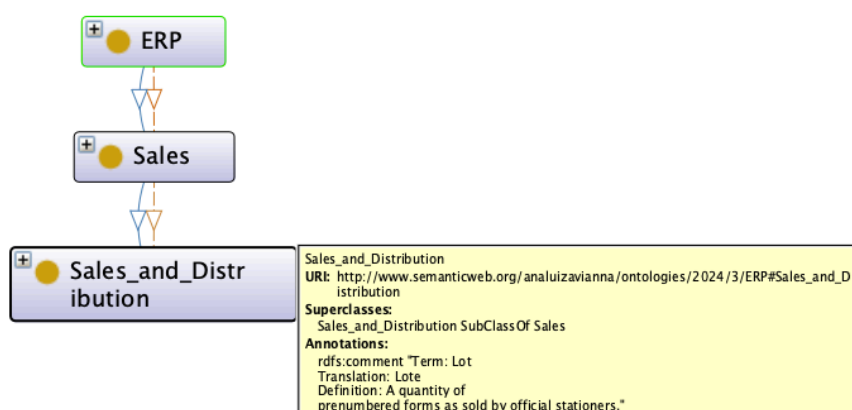 ERP
Sales
Sales_and_Distr
ibution
Sales_and_Distribution
URI: http://www.semanticweb.org/analuizavianna/ontologies/2024/3/ERP#Sales_and_D
istribution
Superclasses:
Sales_and_Distribution SubClassOf Sales
Annotations:
rdfs:comment "Term: Lot
Translation: Lote
Definition: A quantity of
prenumbered forms as sold by official stationers."